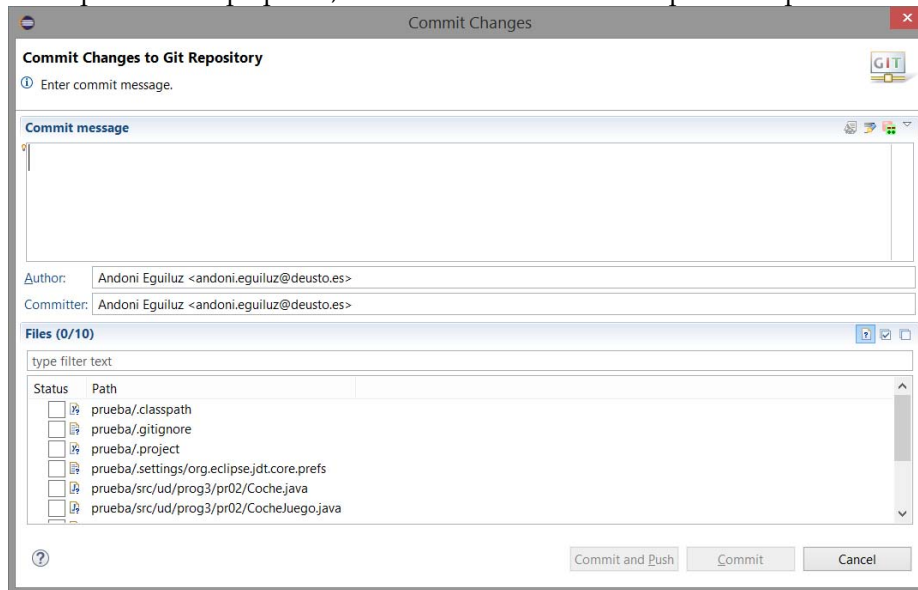 Commit Changes
Commit Changes to Git Repository
GIT
Enter commit message.
Commit message
Author: Andoni Eguiluz <andoni.eguiluz@deusto.es>
Committer: Andoni Eguiluz <andoni.eguiluz@deusto.es>
Files (0/10)
type filter text
Status Path
prueba/.classpath
prueba/.gitignore
prueba/.project
prueba/.settings/org.eclipse.jdt.core.prefs
prueba/src/ud/prog3/pr02/Coche.java
prueba/src/ud/prog3/pr02/CocheJuego.java
Commit and Push Commit Cancel